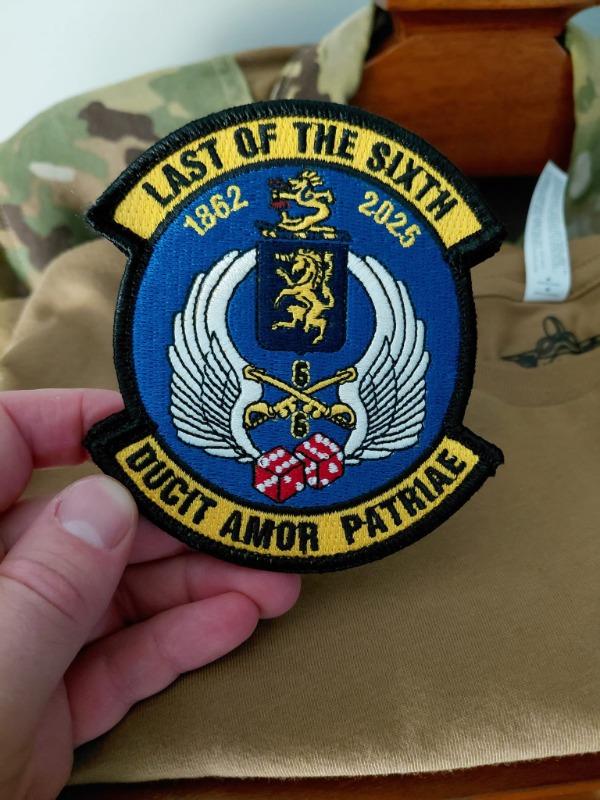 LAST OF THE SIXTH
1862 2025
6
6
DUCIT AMOR PATRIAE